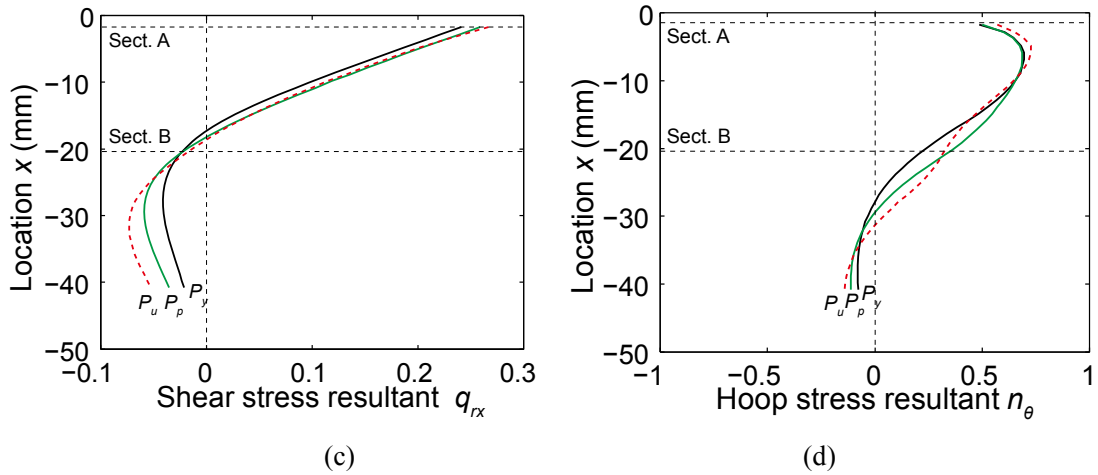 0
Sect. A
−10
Sect. B
−20
−30
−40
−50
Location x (mm)
P_u P_p P_y
−0.1 0 0.1 0.2 0.3
Shear stress resultant q_rx
(c)
0
Sect. A
−10
Sect. B
−20
−30
−40
−50
Location x (mm)
P_u P_p P_y
−1 −0.5 0 0.5 1
Hoop stress resultant n_θ
(d)